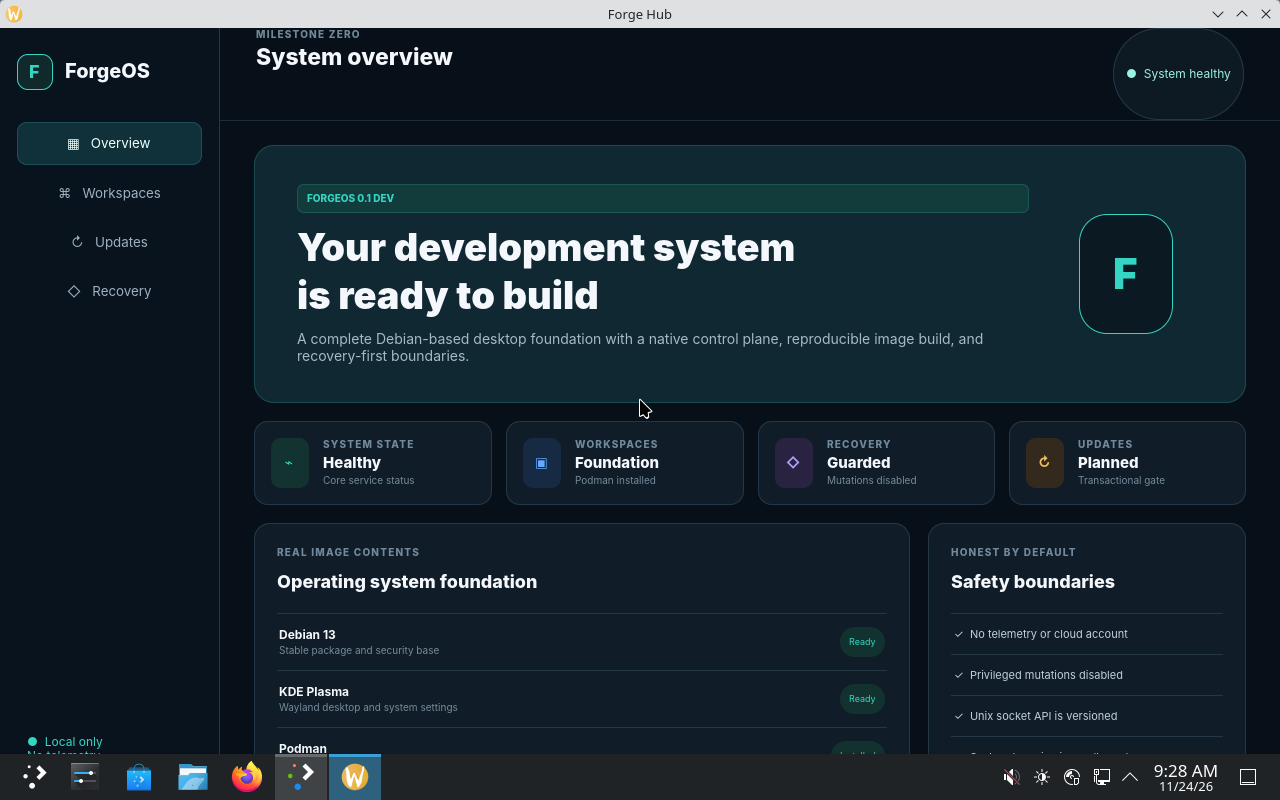 Forge Hub
F
ForgeOS
Overview
Workspaces
Updates
Recovery
Local only
No telemetry
MILESTONE ZERO
System overview
System healthy
FORGEOS 0.1 DEV
Your development system
is ready to build
A complete Debian-based desktop foundation with a native control plane, reproducible image build, and
recovery-first boundaries.
F
SYSTEM STATE
Healthy
Core service status
WORKSPACES
Foundation
Podman installed
RECOVERY
Guarded
Mutations disabled
UPDATES
Planned
Transactional gate
REAL IMAGE CONTENTS
Operating system foundation
Debian 13
Stable package and security base
Ready
KDE Plasma
Wayland desktop and system settings
Ready
Podman
HONEST BY DEFAULT
Safety boundaries
✓ No telemetry or cloud account
✓ Privileged mutations disabled
✓ Unix socket API is versioned
9:28 AM
11/24/26